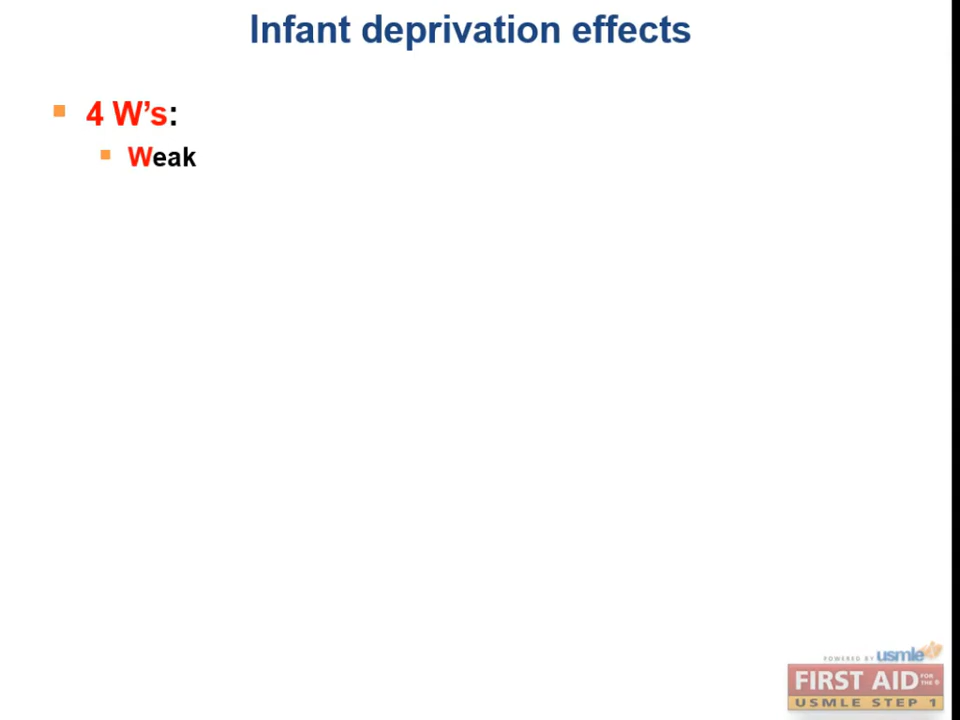 Infant deprivation effects
4 W's:
Weak
POWERED BY usmle
FIRST AID FOR THE®
USMLE STEP 1